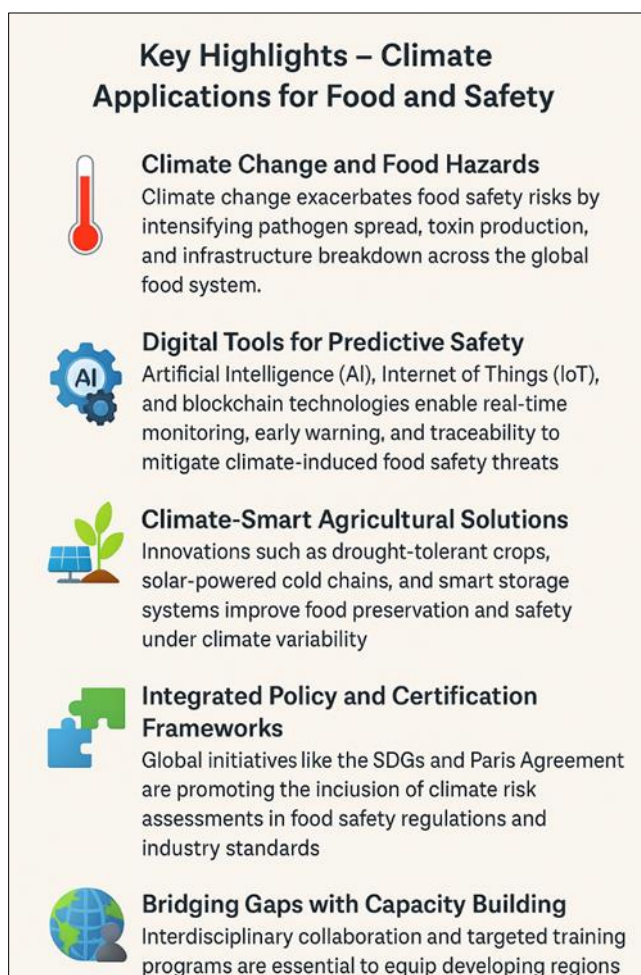 Key Highlights – Climate
Applications for Food and Safety
Climate Change and Food Hazards
Climate change exacerbates food safety risks by
intensifying pathogen spread, toxin production,
and infrastructure breakdown across the global
food system.
Digital Tools for Predictive Safety
AI
Artificial Intelligence (AI), Internet of Things (IoT),
and blockchain technologies enable real-time
monitoring, early warning, and traceability to
mitigate climate-induced food safety threats
Climate-Smart Agricultural Solutions
Innovations such as drought-tolerant crops,
solar-powered cold chains, and smart storage
systems improve food preservation and safety
under climate variability
Integrated Policy and Certification
Frameworks
Global initiatives like the SDGs and Paris Agreement
are promoting the inciusion of climate risk
assessments in food safety regulations and
industry standards
Bridging Gaps with Capacity Building
Interdisciplinary collaboration and targeted training
programs are essential to equip developing regions